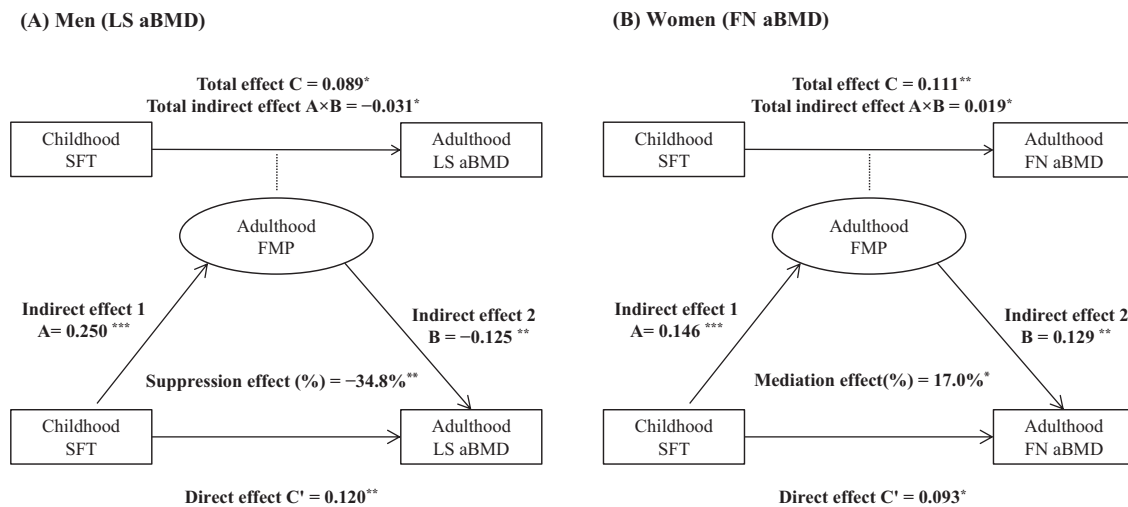 (A) Men (LS aBMD)
Total effect C = 0.089*
Total indirect effect A×B = −0.031*
Childhood
SFT
Adulthood
LS aBMD
Adulthood
FMP
Indirect effect 1
A= 0.250 ***
Indirect effect 2
B = −0.125 **
Suppression effect (%) = −34.8%**
Childhood
SFT
Adulthood
LS aBMD
Direct effect C' = 0.120**
(B) Women (FN aBMD)
Total effect C = 0.111**
Total indirect effect A×B = 0.019*
Childhood
SFT
Adulthood
FN aBMD
Adulthood
FMP
Indirect effect 1
A= 0.146 ***
Indirect effect 2
B = 0.129 **
Mediation effect(%) = 17.0%*
Childhood
SFT
Adulthood
FN aBMD
Direct effect C' = 0.093*